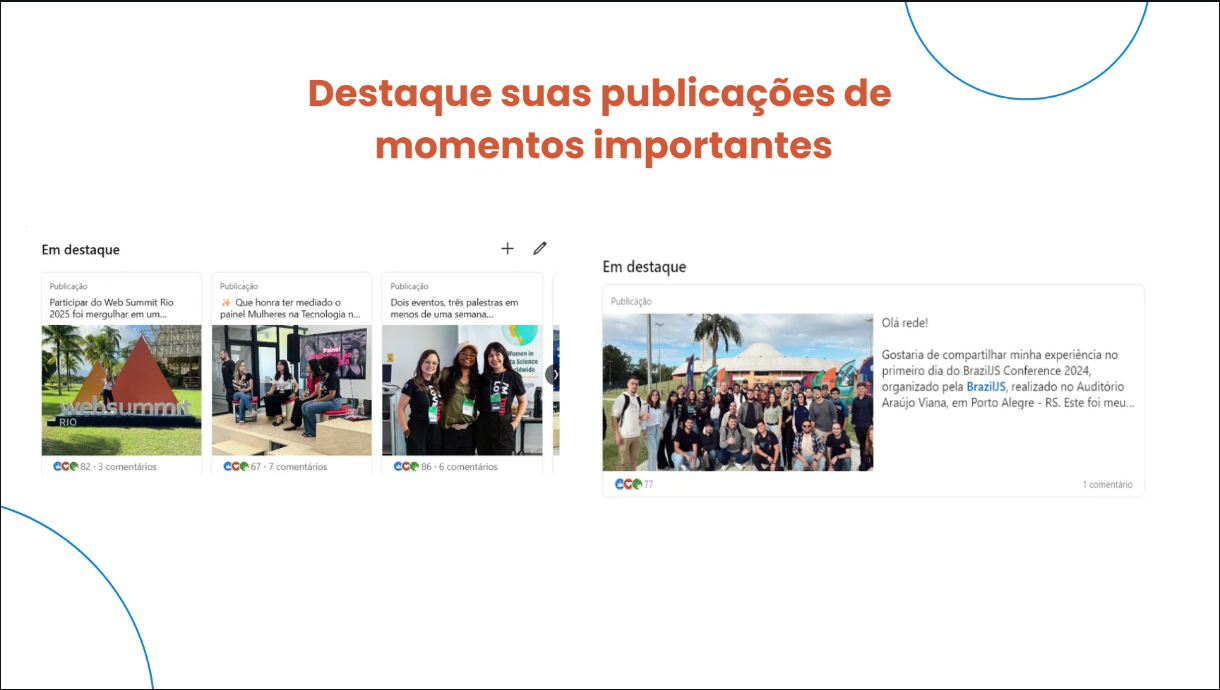 Destaque suas publicações de
momentos importantes
Em destaque
Publicação
Participar do Web Summit Rio
2025 foi mergulhar em um...
websummit
RIO
82 · 3 comentários
Publicação
✨ Que honra ter mediado o
painel Mulheres na Tecnologia n...
Painel
67 · 7 comentários
Publicação
Dois eventos, três palestras em
menos de uma semana...
Women in
Data Science
Worldwide
86 · 6 comentários
Em destaque
Publicação
Olá rede!
Gostaria de compartilhar minha experiência no
primeiro dia do BrazilJS Conference 2024,
organizado pela BrazilJS, realizado no Auditório
Araújo Viana, em Porto Alegre - RS. Este foi meu...
77
1 comentário